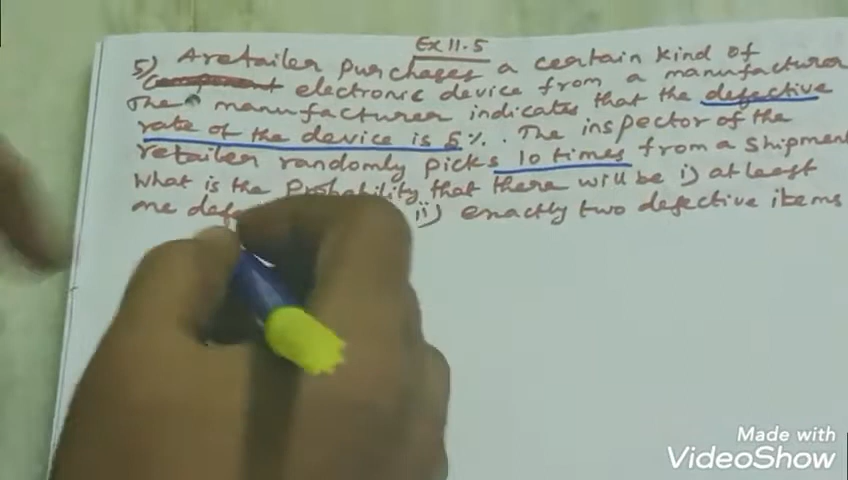 Ex 11.5
5) A retailer purchases a certain kind of
electronic device from a manufacturer
The manufacturer indicates that the defective
rate of the device is 5%. The inspector of the
retailer randomly picks 10 times from a shipment
What is the Probability that there will be i) at least
one ii) exactly two defective items
Made with
VideoShow